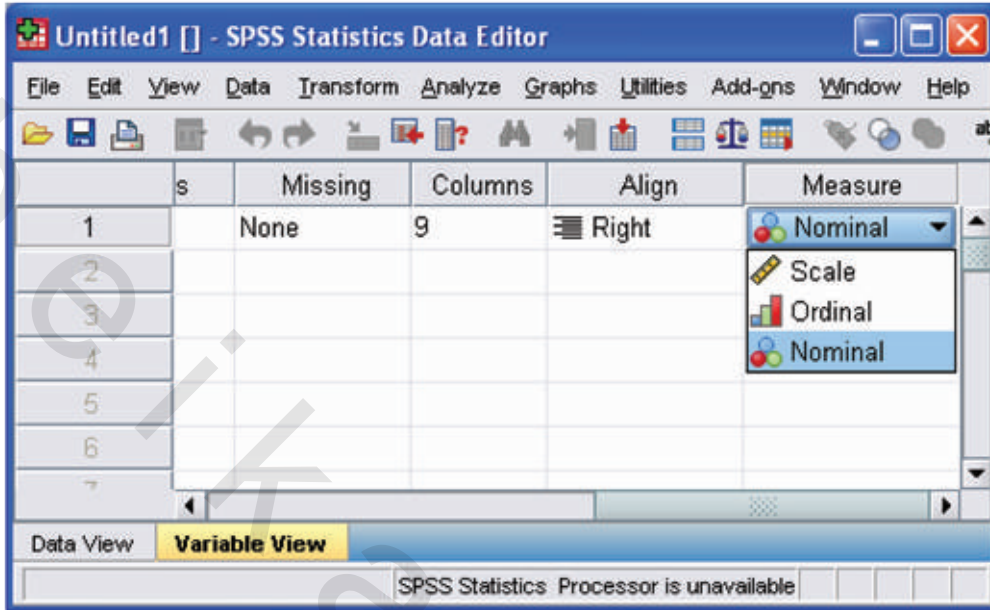 Untitled1 [] - SPSS Statistics Data Editor
File Edit View Data Transform Analyze Graphs Utilities Add-ons Window Help
s Missing Columns Align Measure
1 None 9 Right Nominal
2 Scale
3 Ordinal
4 Nominal
5
6
7
Data View Variable View
SPSS Statistics Processor is unavailable